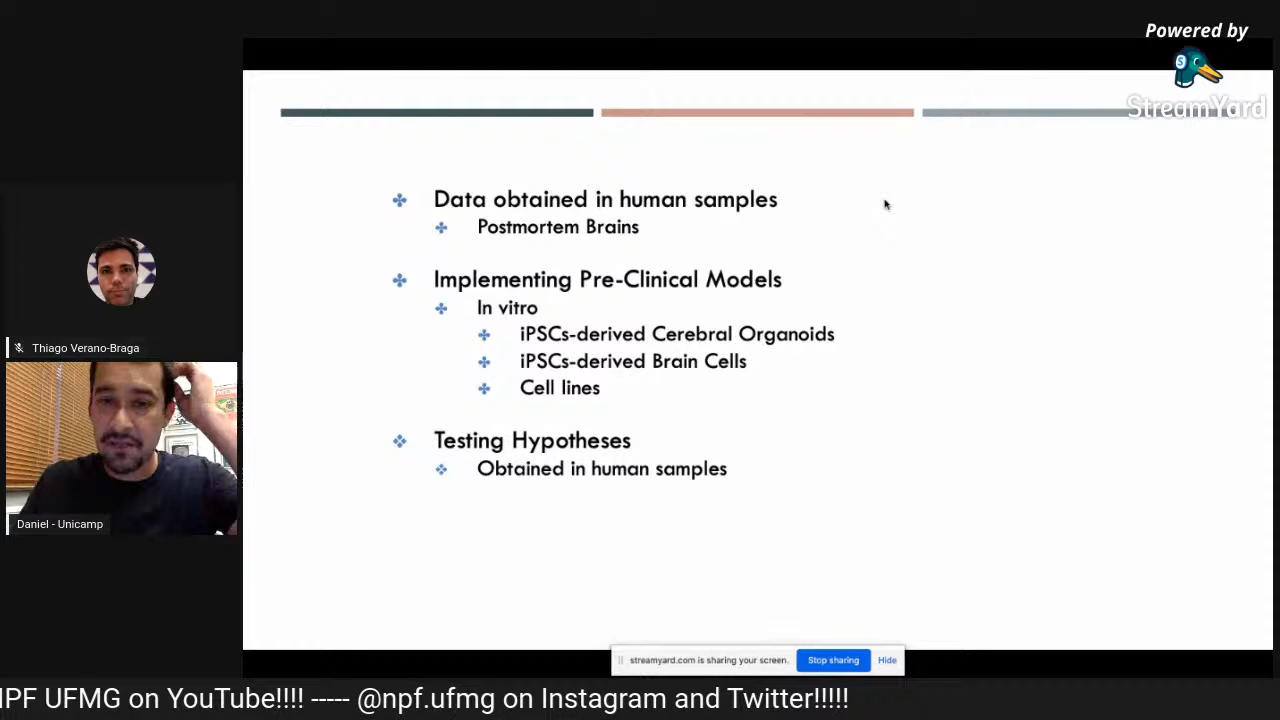 Powered by
StreamYard
Data obtained in human samples
Postmortem Brains
Implementing Pre-Clinical Models
In vitro
iPSCs-derived Cerebral Organoids
iPSCs-derived Brain Cells
Cell lines
Testing Hypotheses
Obtained in human samples
Thiago Verano-Braga
Daniel - Unicamp
streamyard.com is sharing your screen.
Stop sharing
Hide
NPF UFMG on YouTube!!!! ----- @npf.ufmg on Instagram and Twitter!!!!!